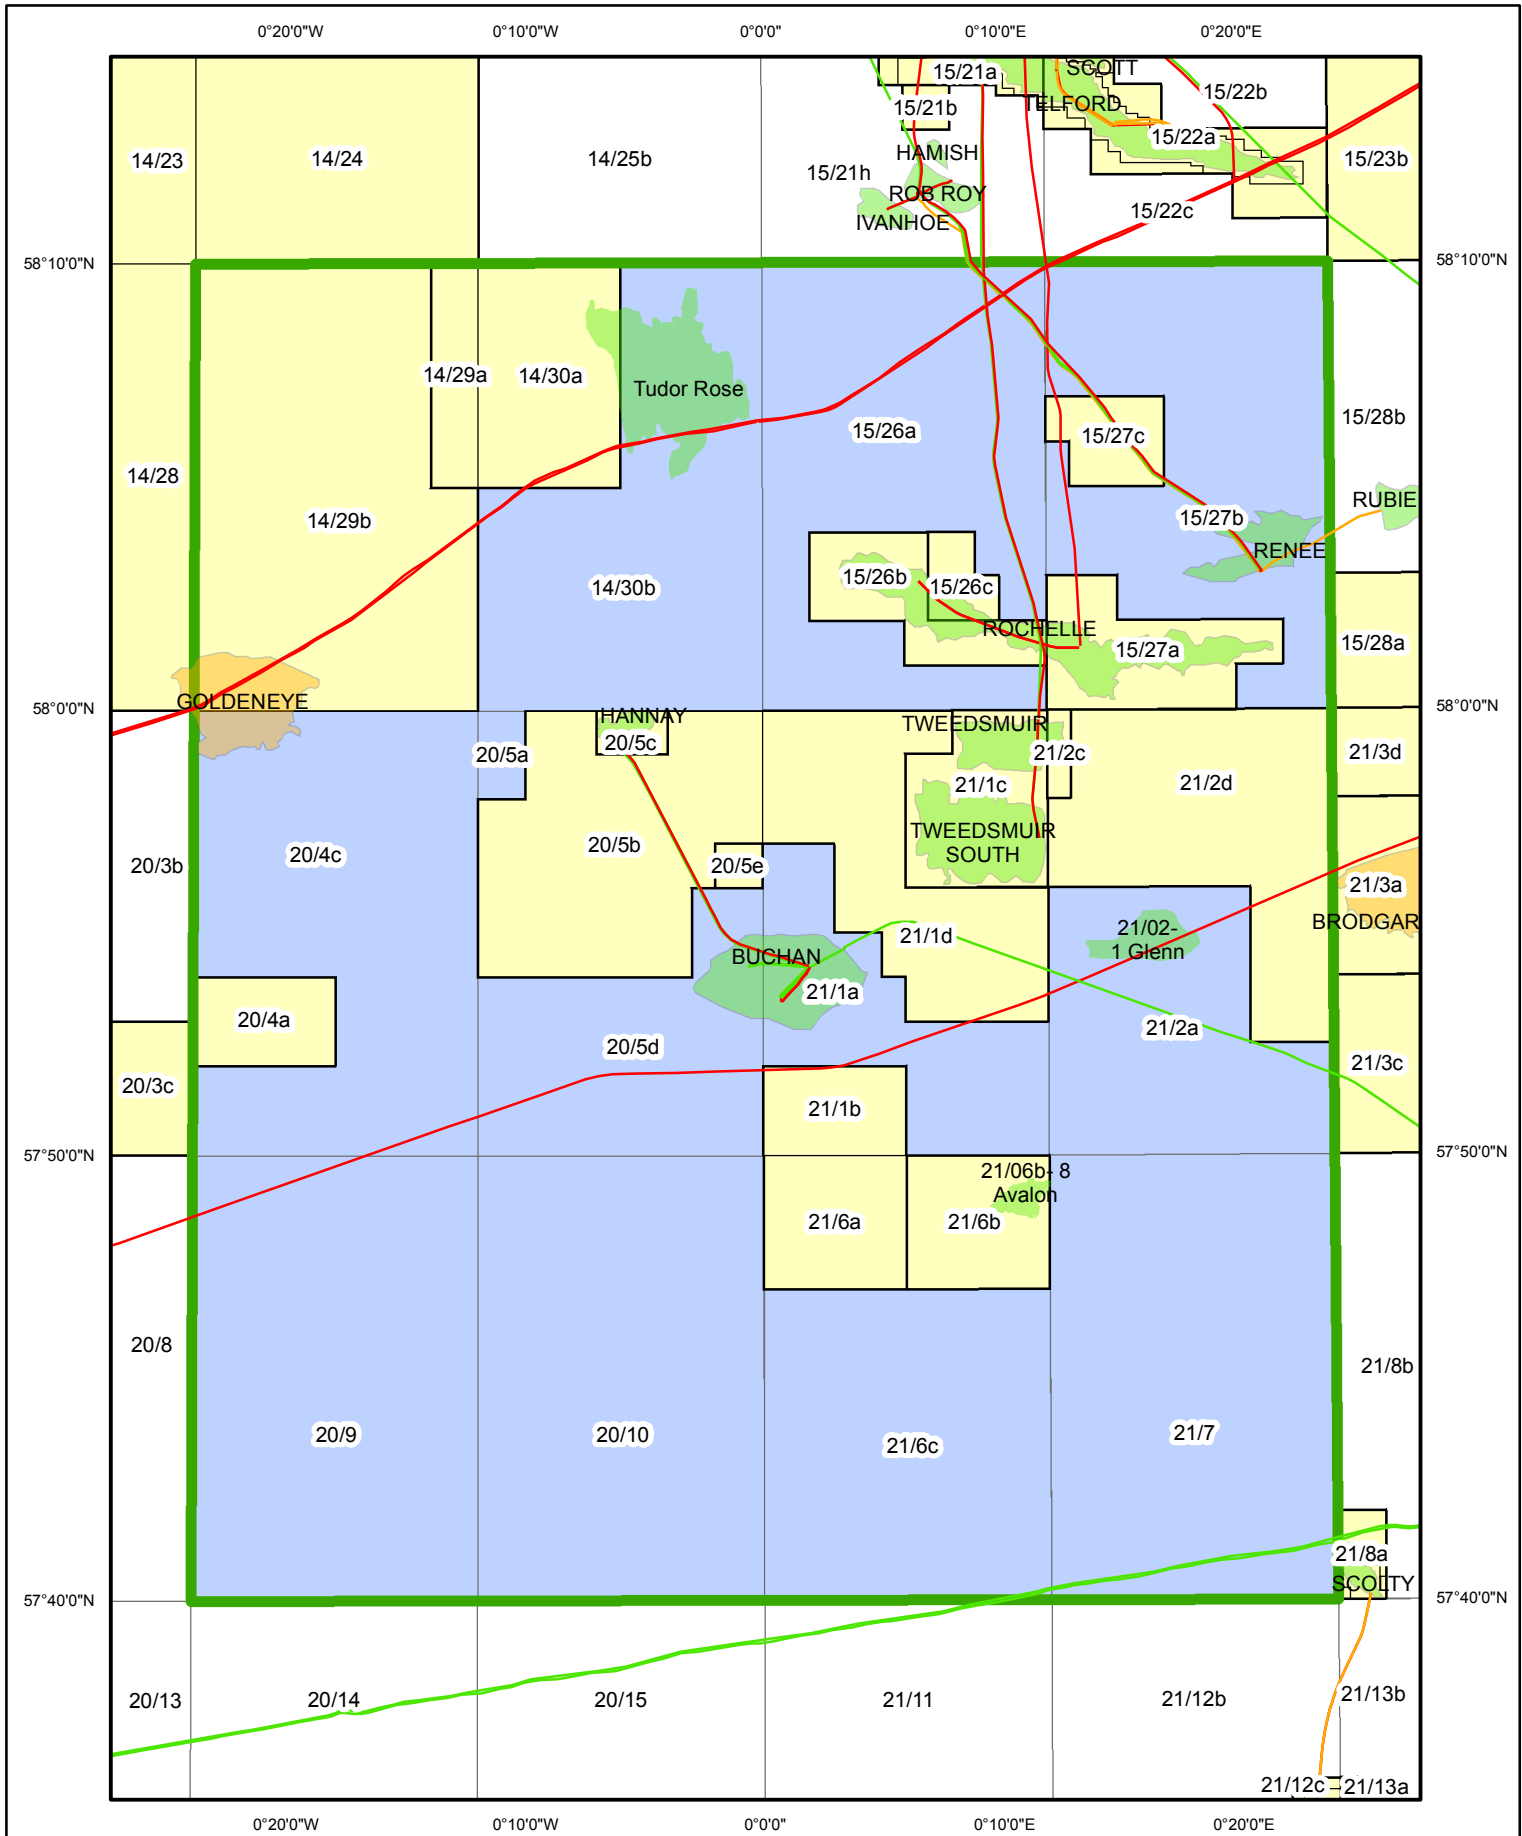 0°20'0"W
0°10'0"W
0°0'0"
0°10'0"E
0°20'0"E
15/21a
SCOTT
15/22b
15/21b
TELFORD
15/22a
14/23
14/24
14/25b
HAMISH
15/23b
15/21h
ROB ROY
15/22c
IVANHOE
58°10'0"N
58°10'0"N
14/29a
14/30a
Tudor Rose
15/26a
15/27c
15/28b
14/28
14/29b
15/27b
RUBIE
RENEE
14/30b
15/26b
15/26c
ROCHELLE
15/27a
15/28a
GOLDENEYE
58°0'0"N
58°0'0"N
HANNAY
20/5c
TWEEDSMUIR
20/5a
21/2c
21/3d
21/1c
21/2d
TWEEDSMUIR
SOUTH
20/3b
20/4c
20/5b
20/5e
21/3a
BRODGAR
21/1d
21/02-
1 Glenn
BUCHAN
21/1a
20/4a
21/2a
20/5d
20/3c
21/3c
21/1b
57°50'0"N
57°50'0"N
21/06b- 8
Avalon
21/6a
21/6b
20/8
21/8b
20/9
20/10
21/6c
21/7
21/8a
SCOLTY
57°40'0"N
57°40'0"N
20/13
20/14
20/15
21/11
21/12b
21/13b
21/12c
21/13a
0°20'0"W
0°10'0"W
0°0'0"
0°10'0"E
0°20'0"E